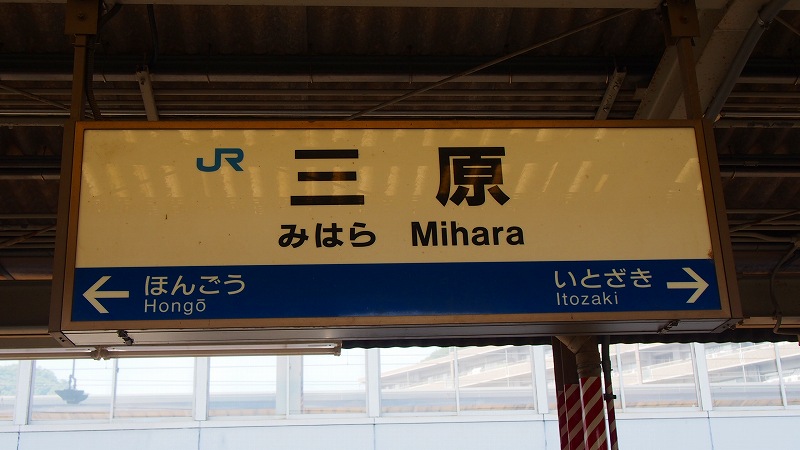 JR 三原
みはら Mihara
← ほんごう いとざき →
Hongō Itozaki